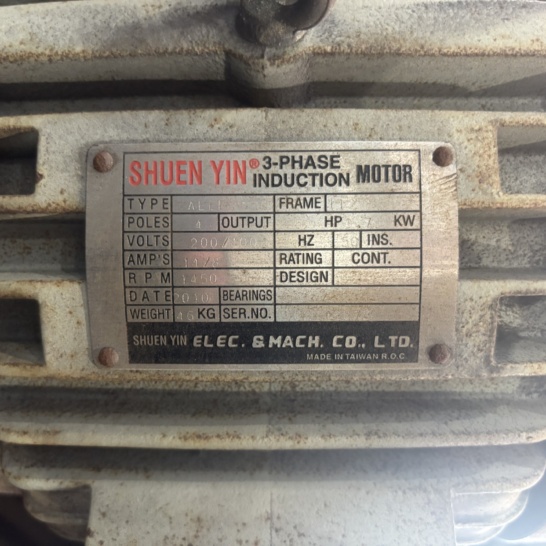 SHUEN YIN® 3-PHASE INDUCTION MOTOR
TYPE FRAME
POLES 4 OUTPUT HP KW
VOLTS HZ INS.
AMP'S RATING CONT.
RPM DESIGN
DATE BEARINGS
WEIGHT KG SER.NO.
SHUEN YIN ELEC. & MACH. CO., LTD.
MADE IN TAIWAN R.O.C.